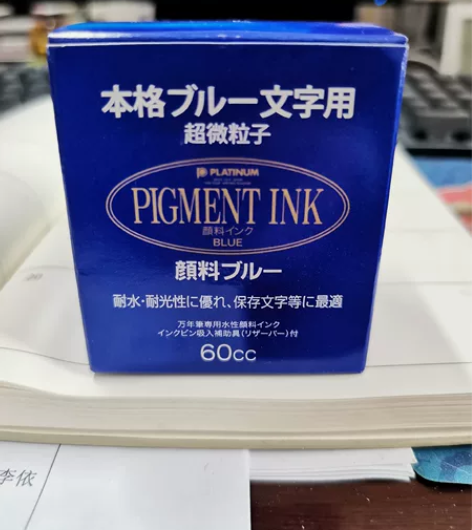 本格ブルー文字用
超微粒子
PLATINUM
PIGMENT INK
顔料インク
BLUE
顔料ブルー
耐水・耐光性に優れ、保存文字等に最適
万年筆専用水性顔料インク
インクビン吸入補助具(リザーバー)付
60cc
李依